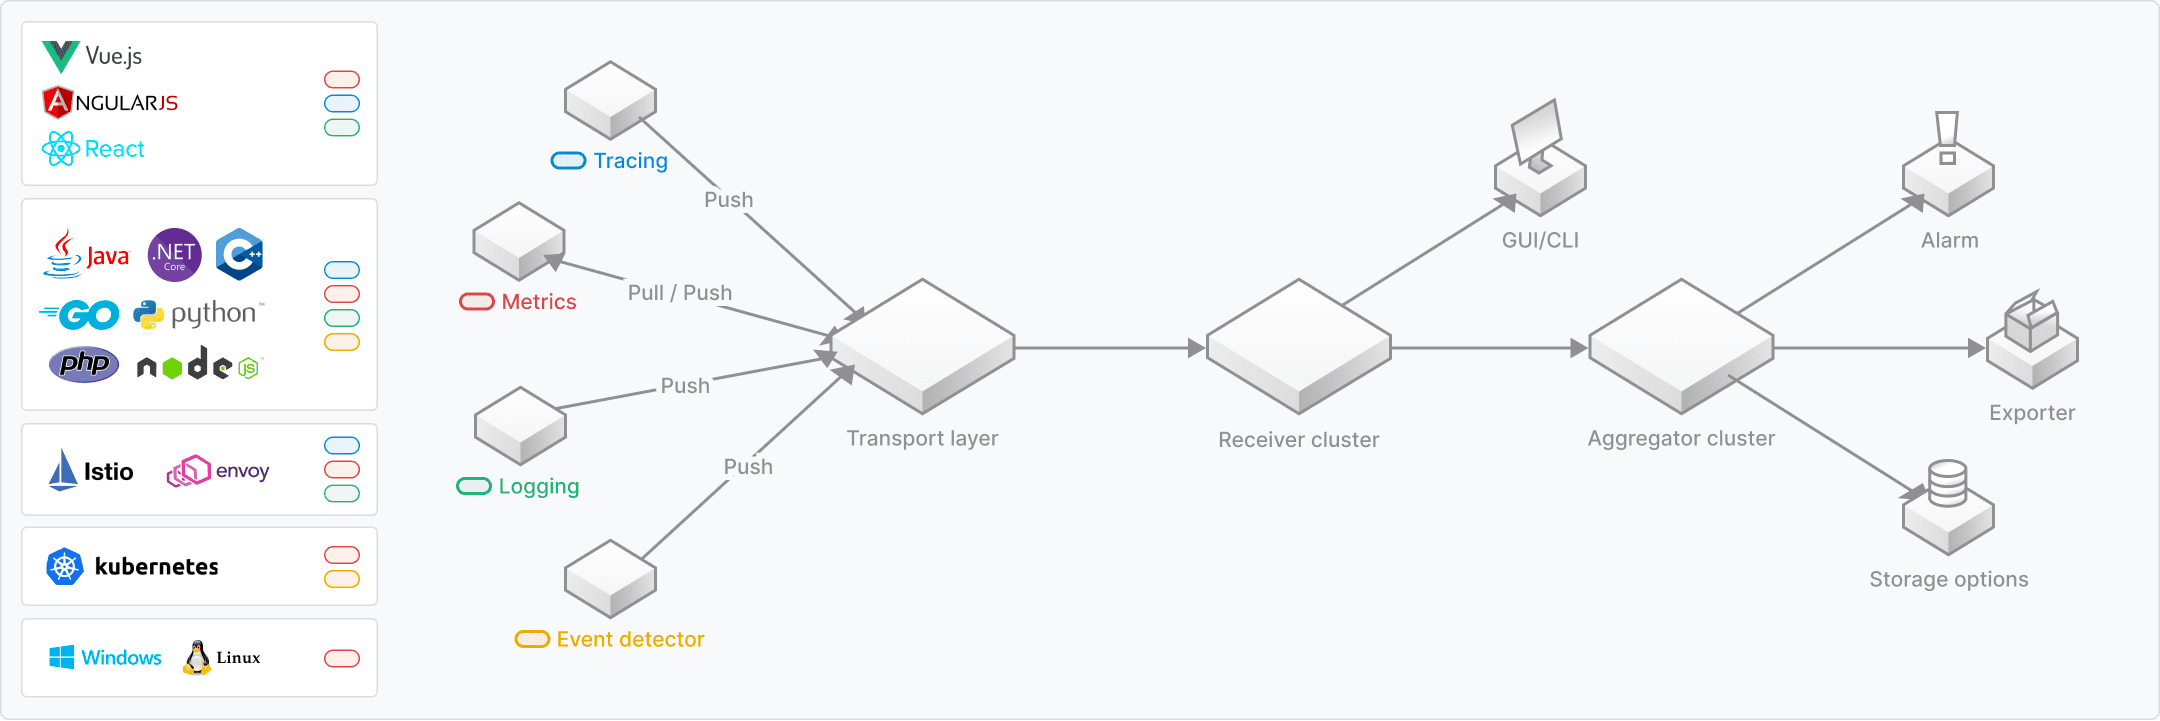 Vue.js
ANGULARJS
React
Java
.NET
Core
C++
GO
python™
php
node
JS
Istio
envoy
kubernetes
Windows
Linux
Tracing
Push
Metrics
Pull / Push
Logging
Push
Event detector
Push
Transport layer
Receiver cluster
GUI/CLI
Aggregator cluster
Alarm
Exporter
Storage options